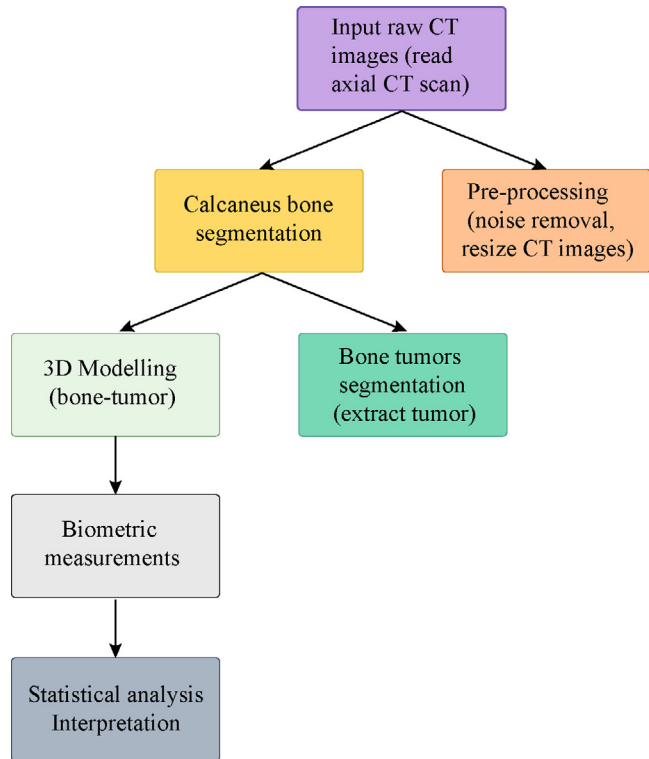 Input raw CT
images (read
axial CT scan)
Calcaneus bone
segmentation
Pre-processing
(noise removal,
resize CT images)
3D Modelling
(bone-tumor)
Bone tumors
segmentation
(extract tumor)
Biometric
measurements
Statistical analysis
Interpretation